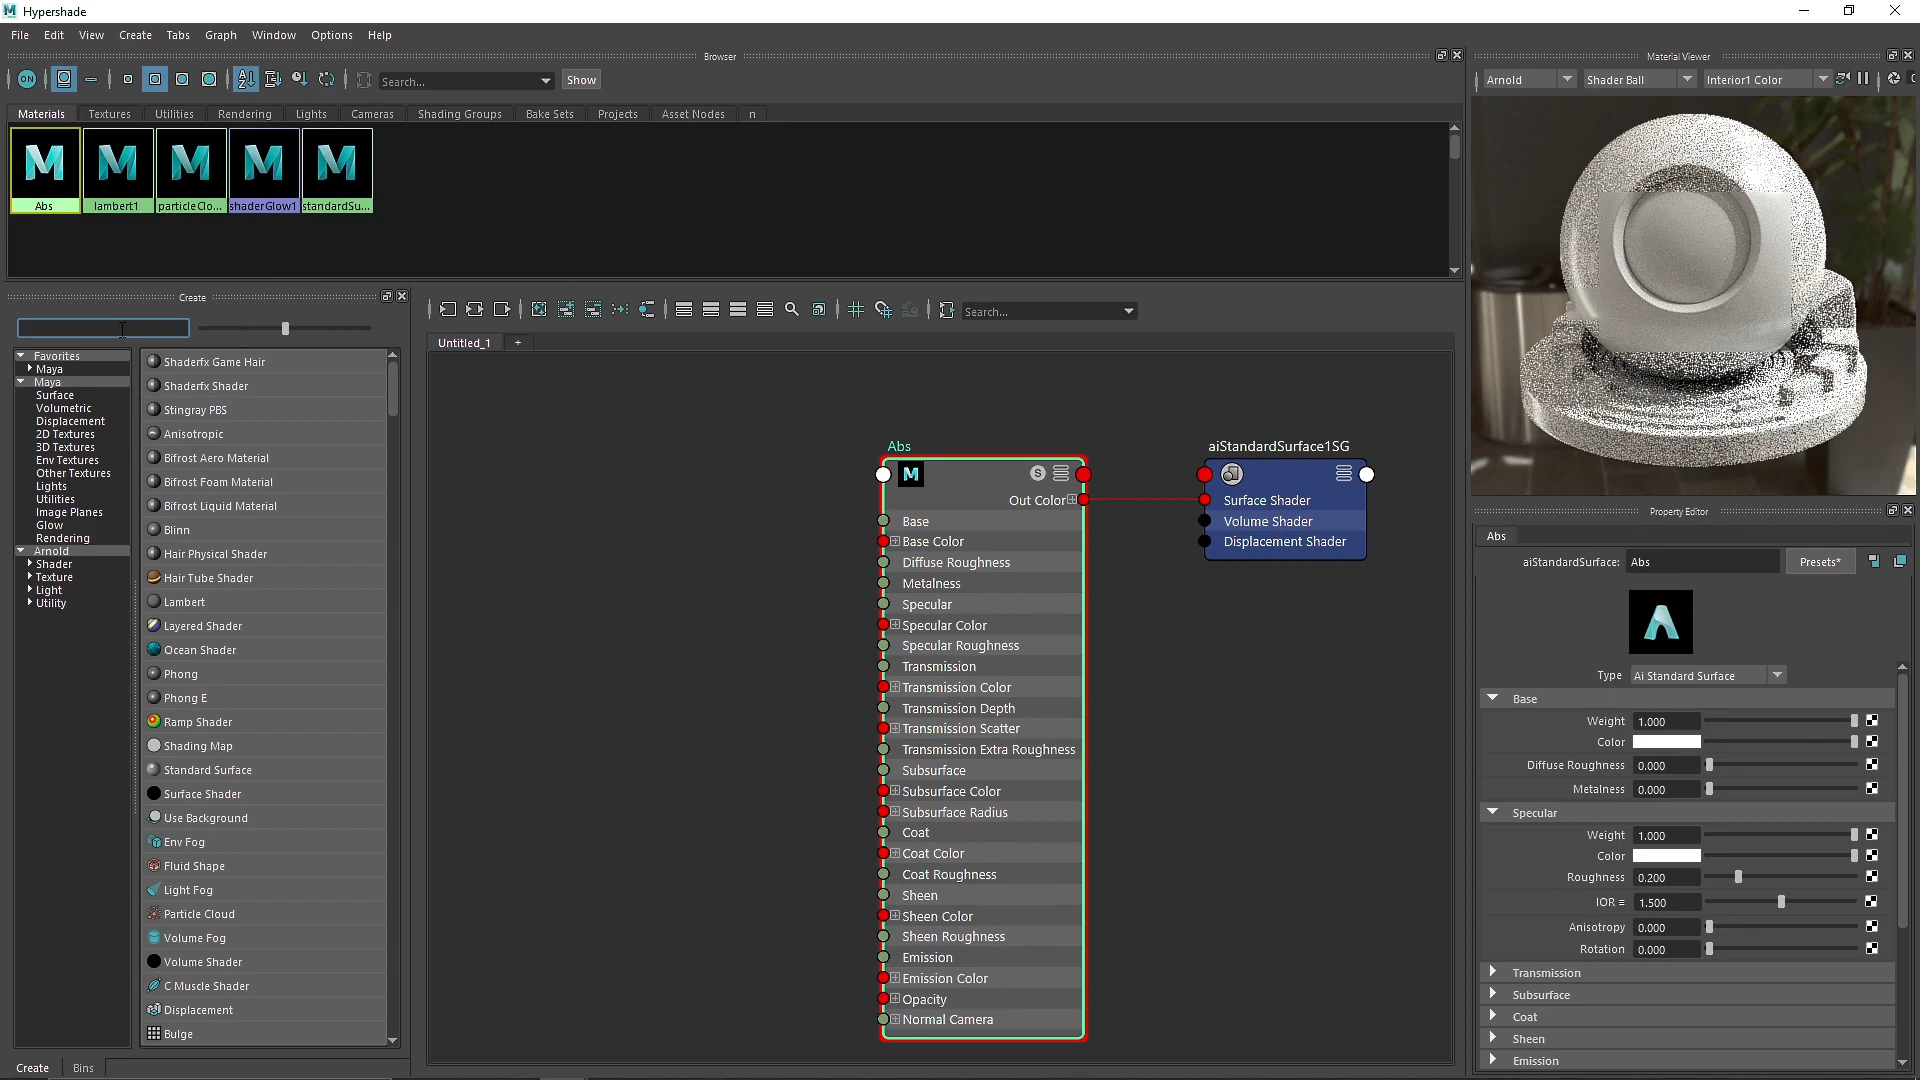 Hypershade
File Edit View Create Tabs Graph Window Options Help
Browser
Material Viewer
ON
Search...
Show
Arnold
Shader Ball
Interior1 Color
Materials Textures Utilities Rendering Lights Cameras Shading Groups Bake Sets Projects Asset Nodes n
Abs
lambert1
particleClo...
shaderGlow1
standardSu...
Create
Favorites
Maya
Maya
Surface
Volumetric
Displacement
2D Textures
3D Textures
Env Textures
Other Textures
Lights
Utilities
Image Planes
Glow
Rendering
Arnold
Shader
Texture
Light
Utility
Shaderfx Game Hair
Shaderfx Shader
Stingray PBS
Anisotropic
Bifrost Aero Material
Bifrost Foam Material
Bifrost Liquid Material
Blinn
Hair Physical Shader
Hair Tube Shader
Lambert
Layered Shader
Ocean Shader
Phong
Phong E
Ramp Shader
Shading Map
Standard Surface
Surface Shader
Use Background
Env Fog
Fluid Shape
Light Fog
Particle Cloud
Volume Fog
Volume Shader
C Muscle Shader
Displacement
Bulge
Create
Bins
Search...
Untitled_1
+
Abs
S
Out Color
Base
Base Color
Diffuse Roughness
Metalness
Specular
Specular Color
Specular Roughness
Transmission
Transmission Color
Transmission Depth
Transmission Scatter
Transmission Extra Roughness
Subsurface
Subsurface Color
Subsurface Radius
Coat
Coat Color
Coat Roughness
Sheen
Sheen Color
Sheen Roughness
Emission
Emission Color
Opacity
Normal Camera
aiStandardSurface1SG
Surface Shader
Volume Shader
Displacement Shader
Property Editor
Abs
aiStandardSurface: Abs
Presets*
Type Ai Standard Surface
Base
Weight 1.000
Color
Diffuse Roughness 0.000
Metalness 0.000
Specular
Weight 1.000
Color
Roughness 0.200
IOR = 1.500
Anisotropy 0.000
Rotation 0.000
Transmission
Subsurface
Coat
Sheen
Emission